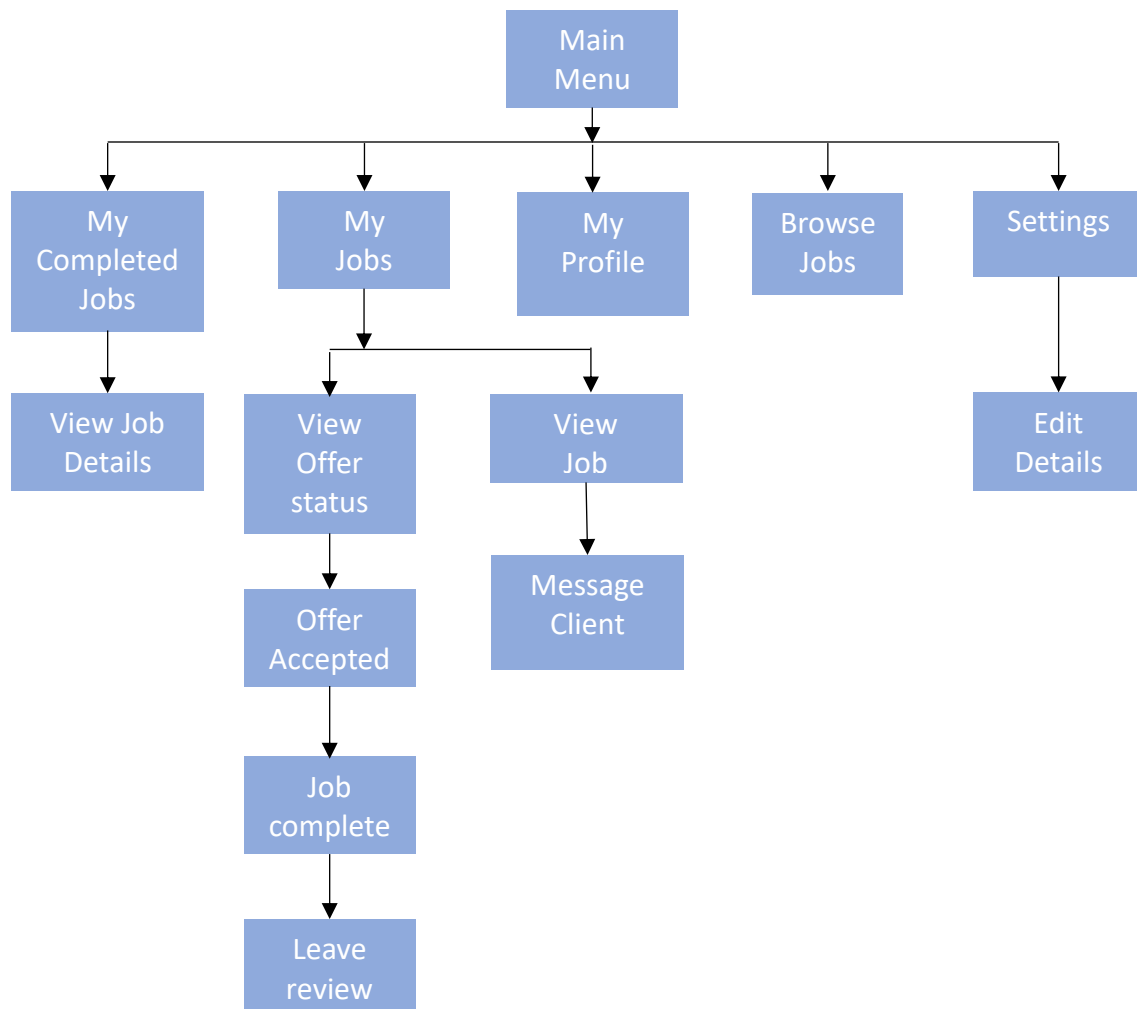 Main
Menu
My
Completed
Jobs
My
Jobs
My
Profile
Browse
Jobs
Settings
View Job
Details
View
Offer
status
View
Job
Edit
Details
Message
Client
Offer
Accepted
Job
complete
Leave
review